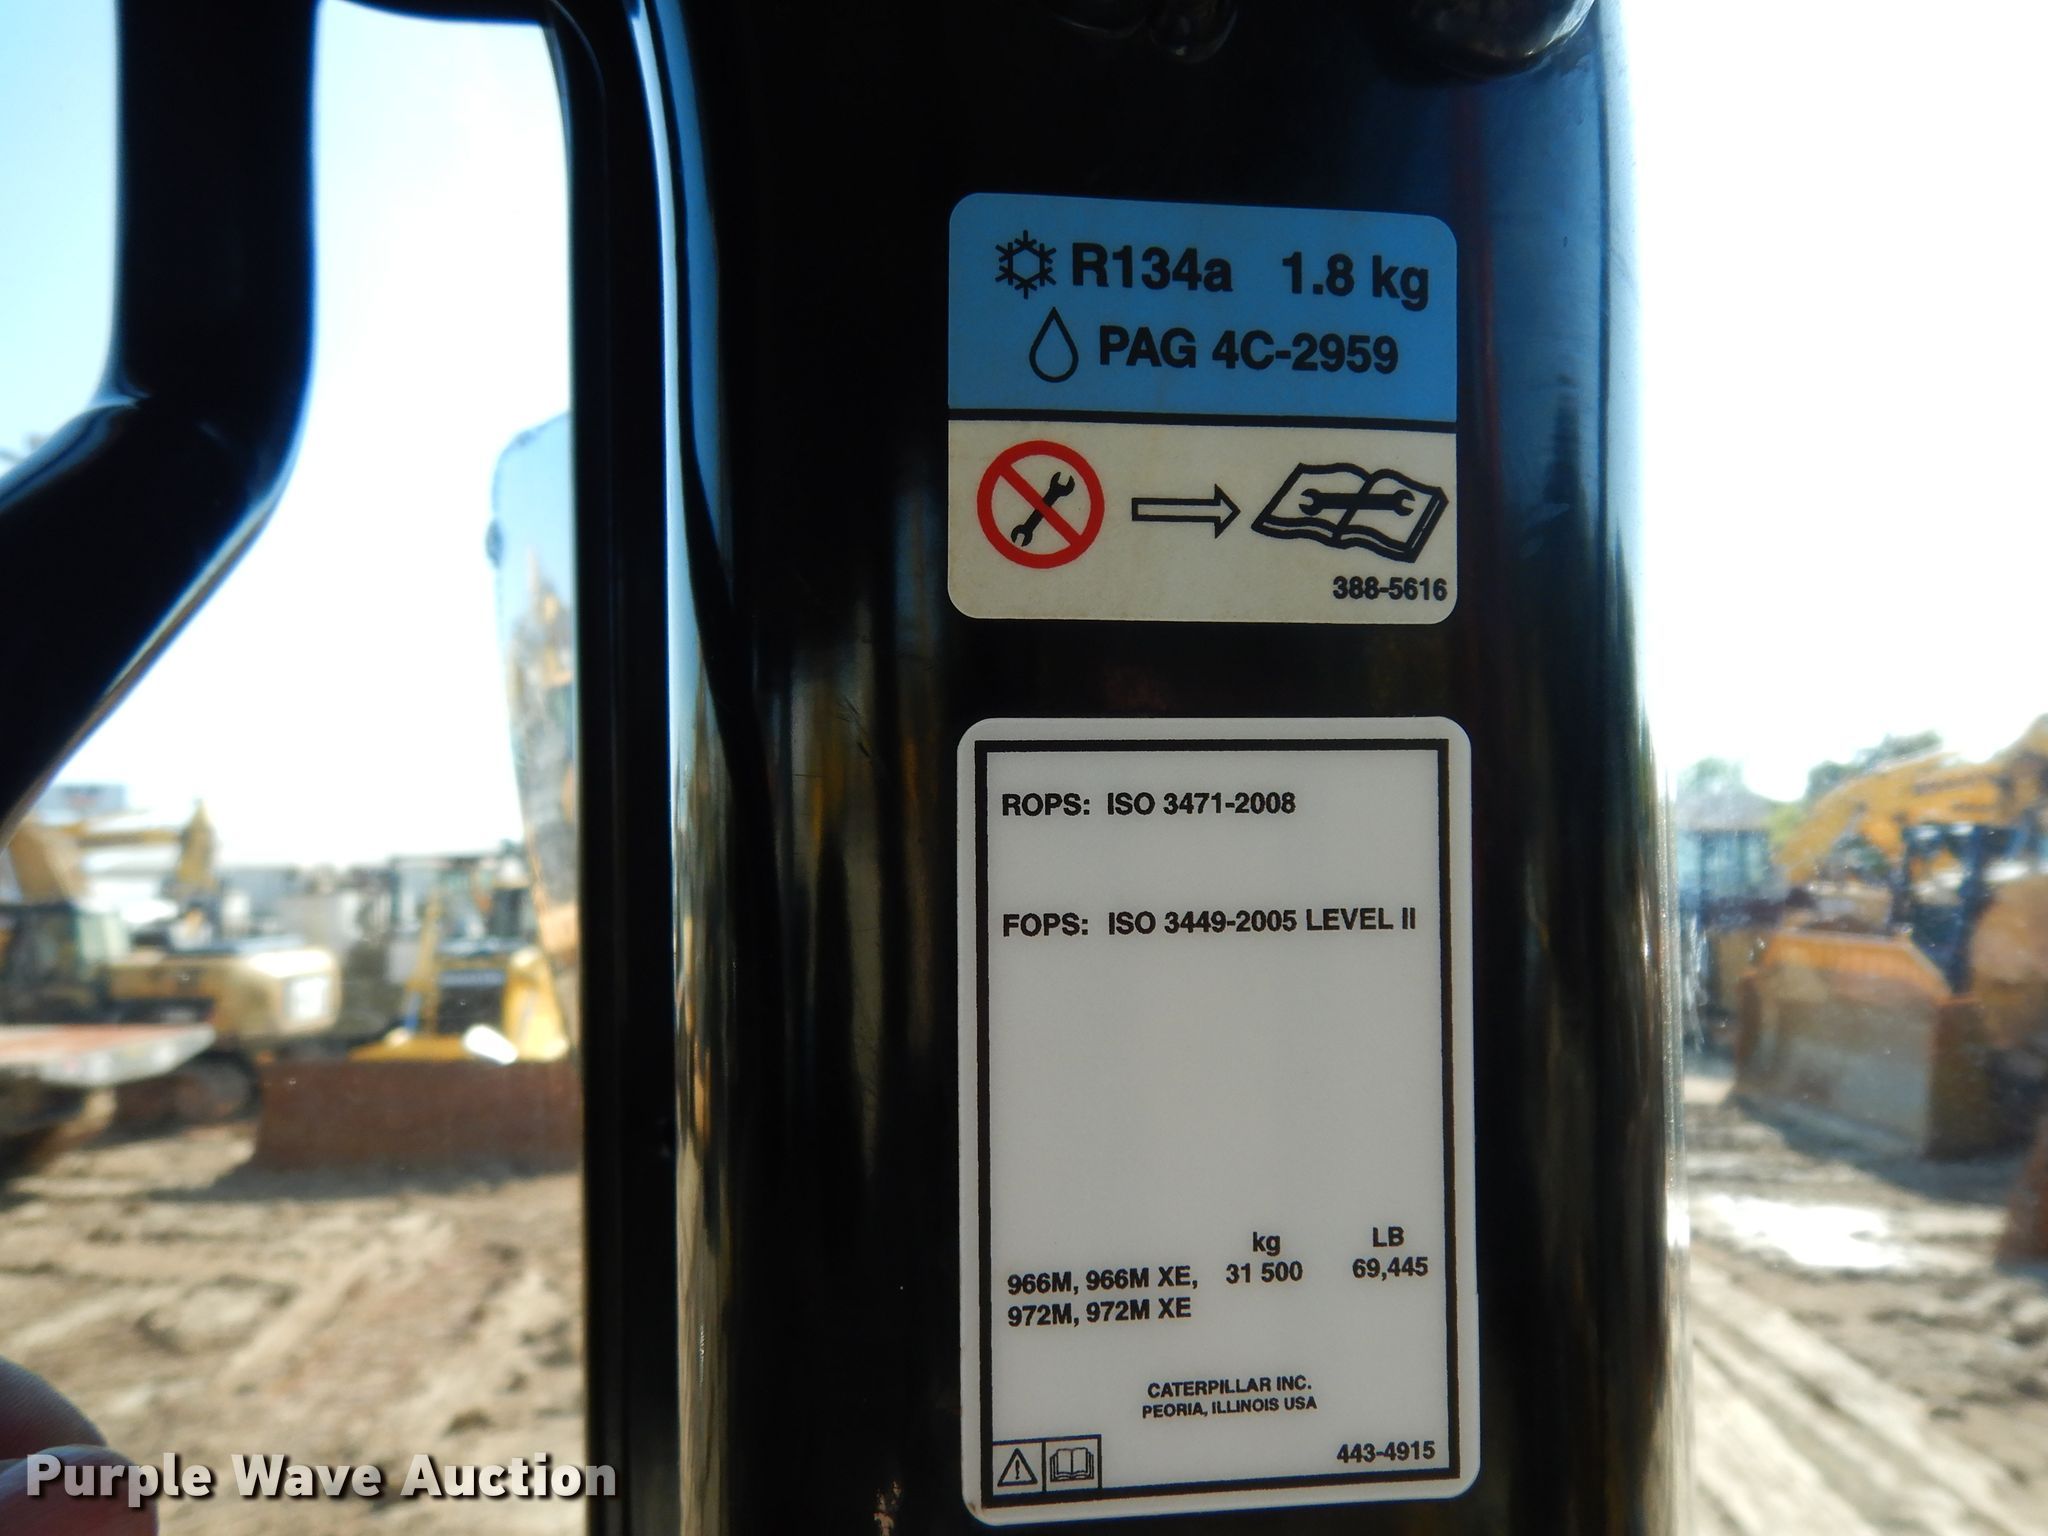 R134a 1.8 kg
PAG 4C-2959
388-5616
ROPS: ISO 3471-2008
FOPS: ISO 3449-2005 LEVEL II
kg LB
966M, 966M XE, 31 500 69,445
972M, 972M XE
CATERPILLAR INC.
PEORIA, ILLINOIS USA
443-4915
Purple Wave Auction